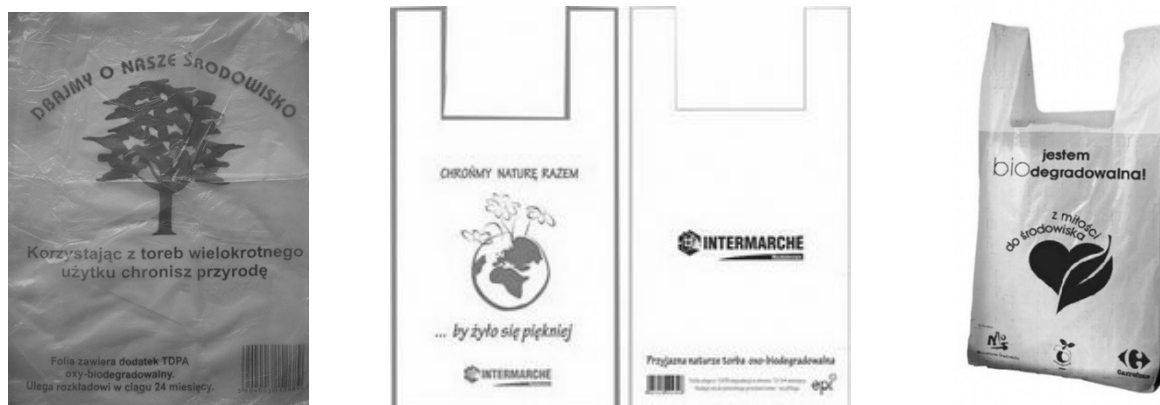 DBAJMY O NASZE ŚRODOWISKO
Korzystając z toreb wielokrotnego
użytku chronisz przyrodę
Folia zawiera dodatek TDPA
oxy-biodegradowalny.
Ulega rozkładowi w ciągu 24 miesięcy.
CHROŃMY NATURĘ RAZEM
... by żyło się piękniej
INTERMARCHE
INTERMARCHE
Przyjazna naturze torba oxo-biodegradowalna
epi
jestem
biodegradowalna!
z miłości
do środowiska
Carrefour